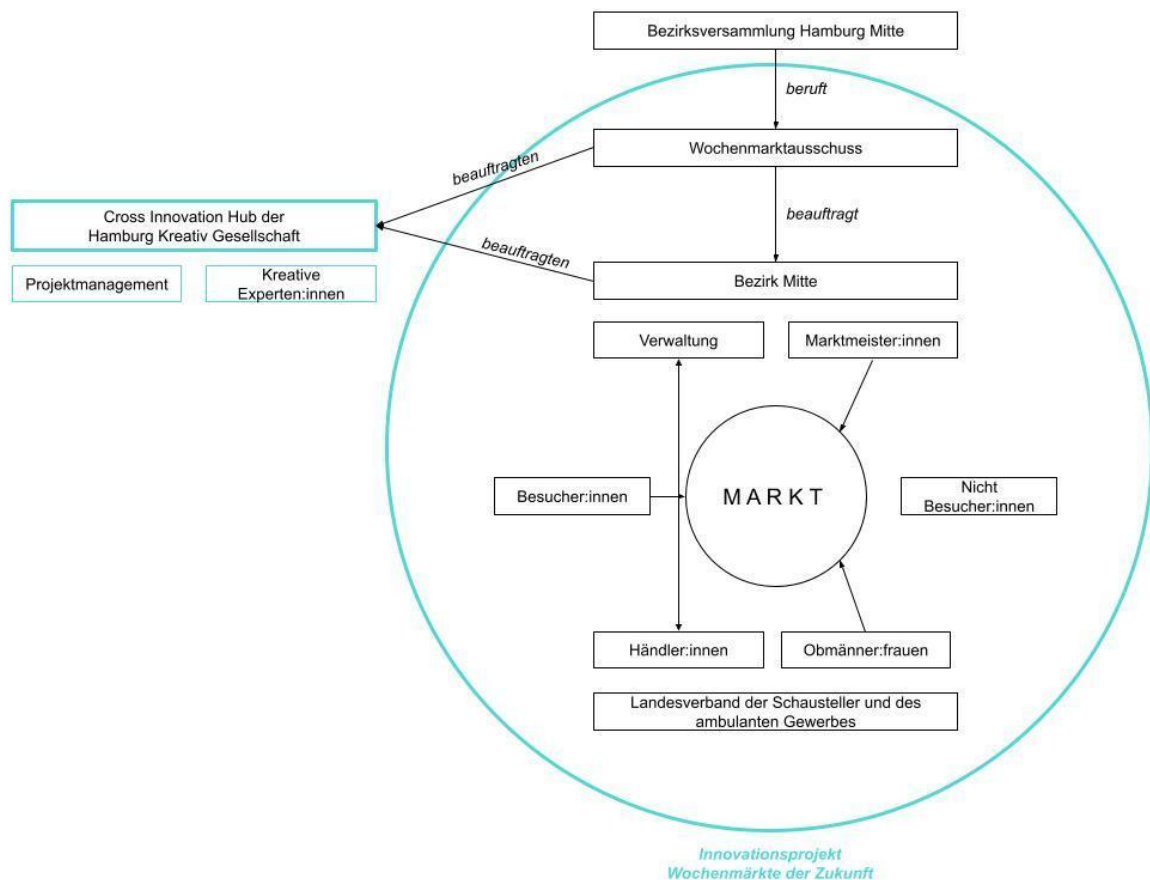 Bezirksversammlung Hamburg Mitte
beruft
Wochenmarktausschuss
beauftragten
beauftragt
Cross Innovation Hub der
Hamburg Kreativ Gesellschaft
beauftragten
Projektmanagement
Kreative
Experten:innen
Bezirk Mitte
Verwaltung
Marktmeister:innen
Besucher:innen
MARKT
Nicht
Besucher:innen
Händler:innen
Obmänner:frauen
Landesverband der Schausteller und des
ambulanten Gewerbes
Innovationsprojekt
Wochenmärkte der Zukunft